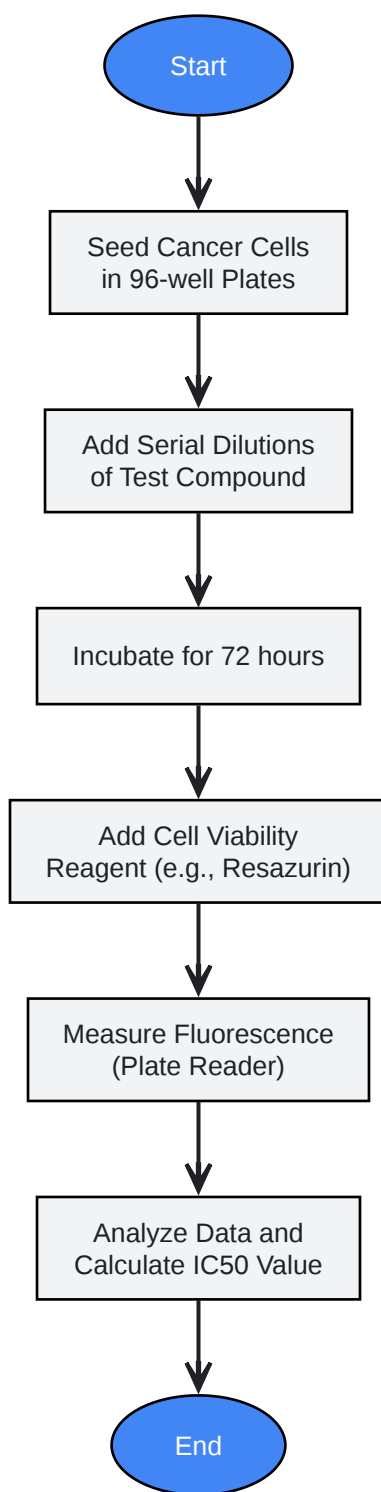 Start
Seed Cancer Cells
in 96-well Plates
Add Serial Dilutions
of Test Compound
Incubate for 72 hours
Add Cell Viability
Reagent (e.g., Resazurin)
Measure Fluorescence
(Plate Reader)
Analyze Data and
Calculate IC50 Value
End